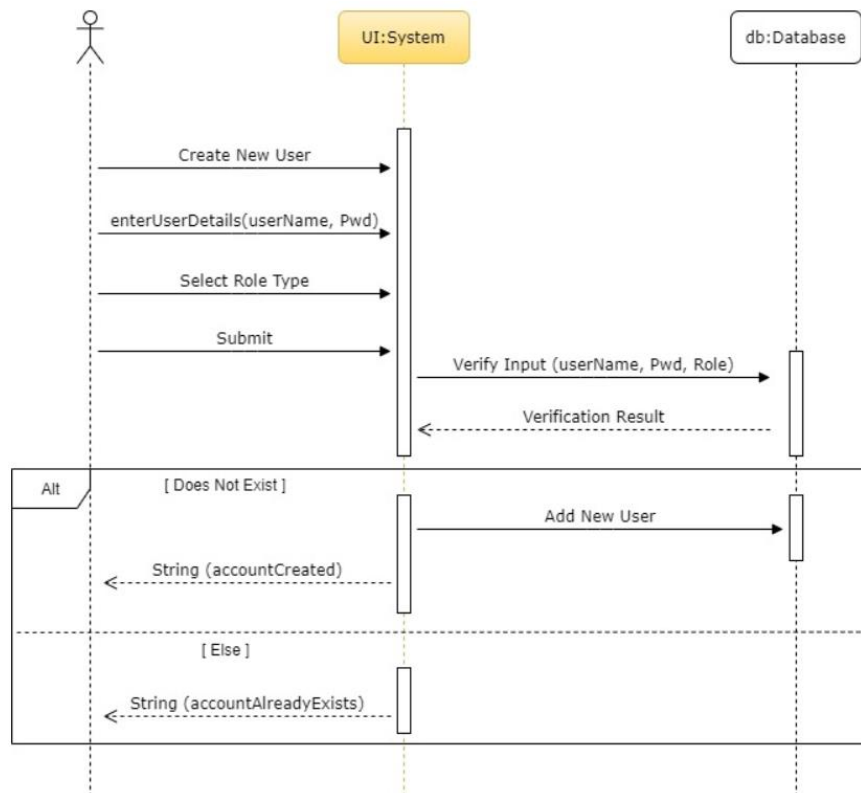 UI:System
db:Database
Create New User
enterUserDetails(userName, Pwd)
Select Role Type
Submit
Verify Input (userName, Pwd, Role)
Verification Result
Alt
[ Does Not Exist ]
Add New User
String (accountCreated)
[ Else ]
String (accountAlreadyExists)